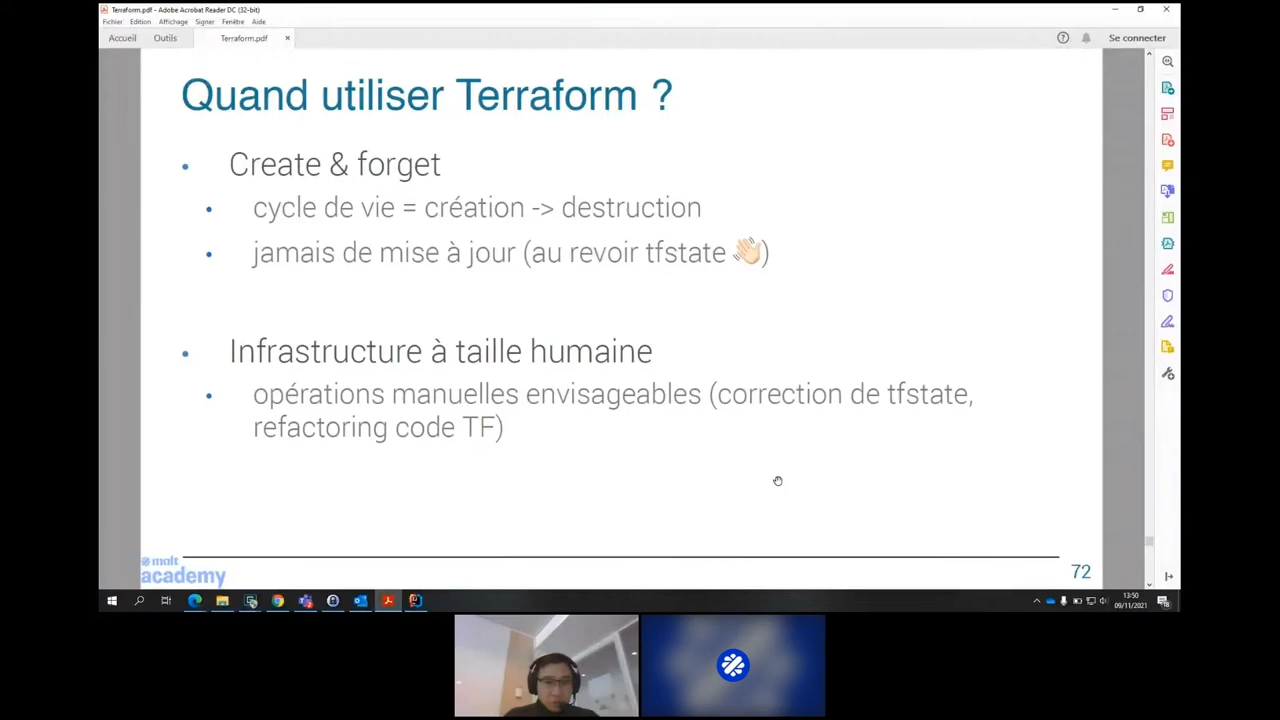 Terraform.pdf - Adobe Acrobat Reader DC (32-bit)
Fichier Edition Affichage Signer Fenêtre Aide
Accueil Outils Terraform.pdf × Se connecter
Quand utiliser Terraform ?
• Create & forget
• cycle de vie = création -> destruction
• jamais de mise à jour (au revoir tfstate 👋🏻)
• Infrastructure à taille humaine
• opérations manuelles envisageables (correction de tfstate,
refactoring code TF)
malt
academy
72
13:50
09/11/2021